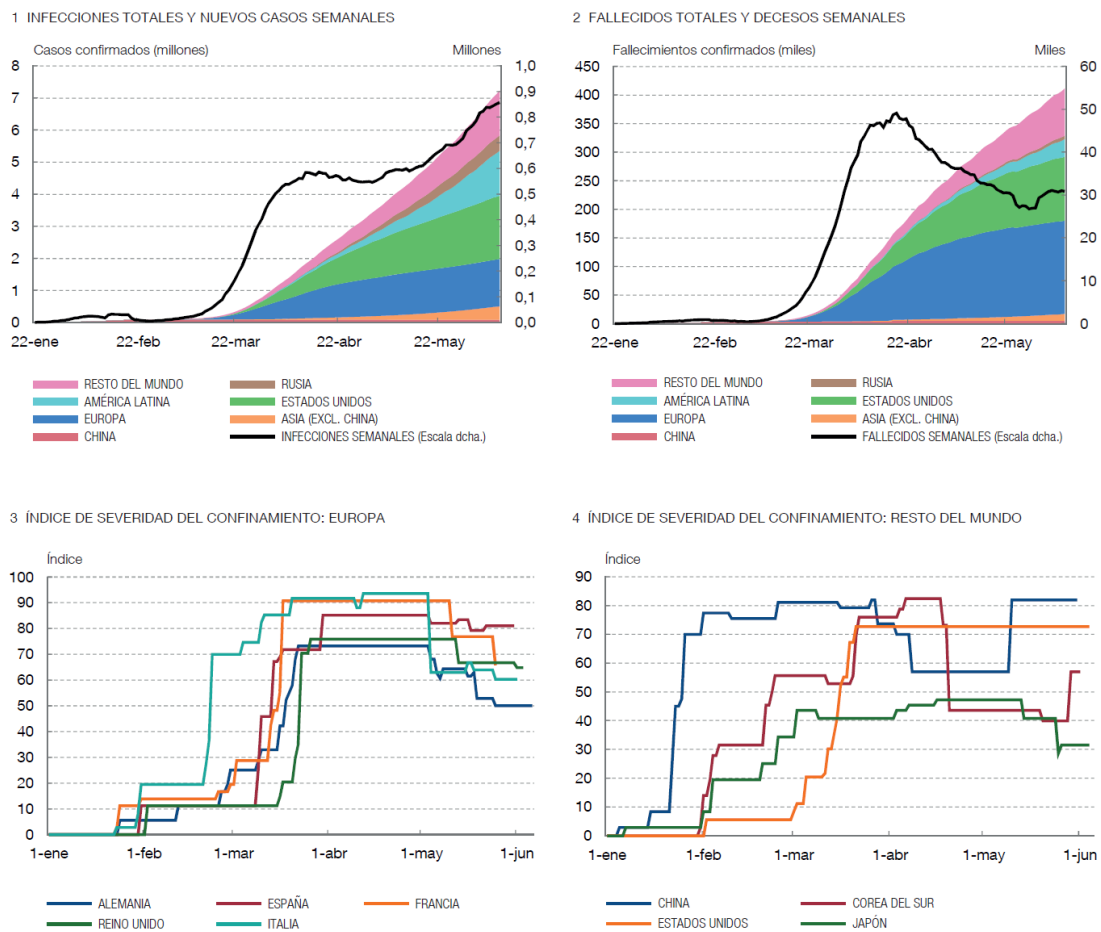 1 INFECCIONES TOTALES Y NUEVOS CASOS SEMANALES
Casos confirmados (millones) Millones
8 1,0
0,9
7
0,8
6
0,7
5
0,6
4 0,5
0,4
3
0,3
2
0,2
1
0,1
0 0,0
22-ene 22-feb 22-mar 22-abr 22-may
RESTO DEL MUNDO RUSIA
AMÉRICA LATINA ESTADOS UNIDOS
EUROPA ASIA (EXCL. CHINA)
CHINA INFECCIONES SEMANALES (Escala dcha.)
2 FALLECIDOS TOTALES Y DECESOS SEMANALES
Fallecimientos confirmados (miles) Miles
450 60
400
50
350
300 40
250
30
200
150 20
100
10
50
0 0
22-ene 22-feb 22-mar 22-abr 22-may
RESTO DEL MUNDO RUSIA
AMÉRICA LATINA ESTADOS UNIDOS
EUROPA ASIA (EXCL. CHINA)
CHINA FALLECIDOS SEMANALES (Escala dcha.)
3 ÍNDICE DE SEVERIDAD DEL CONFINAMIENTO: EUROPA
Índice
100
90
80
70
60
50
40
30
20
10
0
1-ene 1-feb 1-mar 1-abr 1-may 1-jun
ALEMANIA ESPAÑA FRANCIA
REINO UNIDO ITALIA
4 ÍNDICE DE SEVERIDAD DEL CONFINAMIENTO: RESTO DEL MUNDO
Índice
90
80
70
60
50
40
30
20
10
0
1-ene 1-feb 1-mar 1-abr 1-may 1-jun
CHINA COREA DEL SUR
ESTADOS UNIDOS JAPÓN